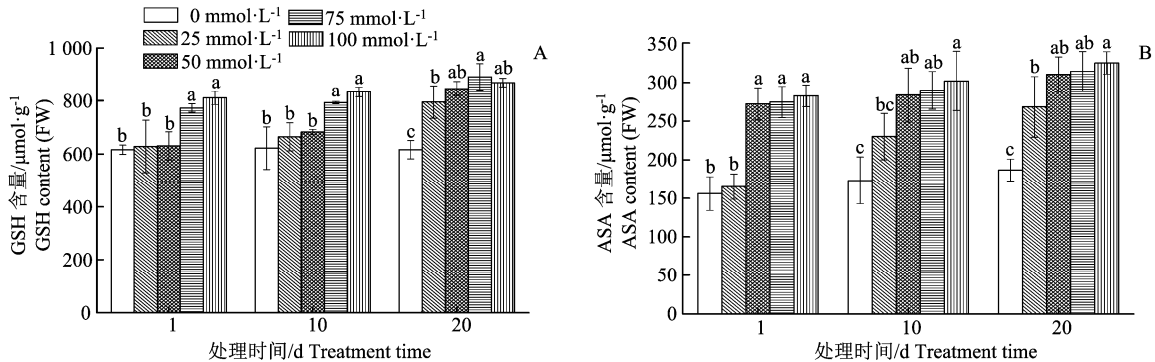 0 mmol·L-1
25 mmol·L-1
50 mmol·L-1
75 mmol·L-1
100 mmol·L-1
A
GSH 含量/μmol·g-1
GSH content (FW)
1 000
800
600
400
200
0
b b b a a
b b b a a
c b ab a ab
1 10 20
处理时间/d Treatment time
B
ASA 含量/μmol·g-1
ASA content (FW)
350
300
250
200
150
100
50
0
b b a a a
c bc ab ab a
c b ab ab a
1 10 20
处理时间/d Treatment time